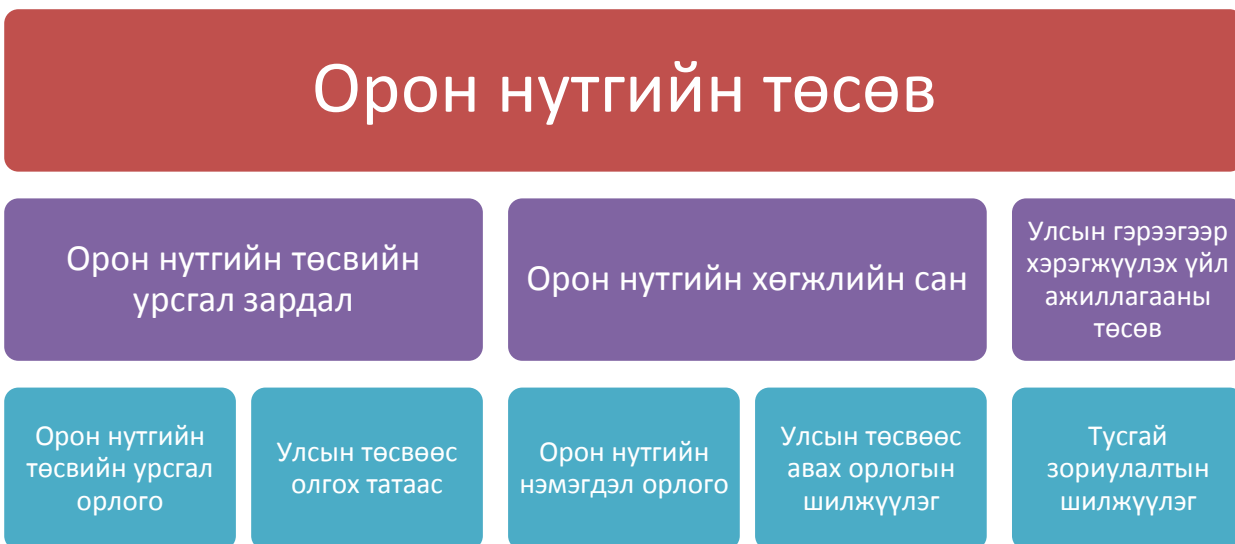 Орон нутгийн төсөв
Орон нутгийн төсвийн
урсгал зардал
Орон нутгийн хөгжлийн сан
Улсын гэрээгээр
хэрэгжүүлэх үйл
ажиллагааны
төсөв
Орон нутгийн
төсвийн урсгал
орлого
Улсын төсвөөс
олгох татаас
Орон нутгийн
нэмэгдэл орлого
Улсын төсвөөс
авах орлогын
шилжүүлэг
Тусгай
зориулалтын
шилжүүлэг